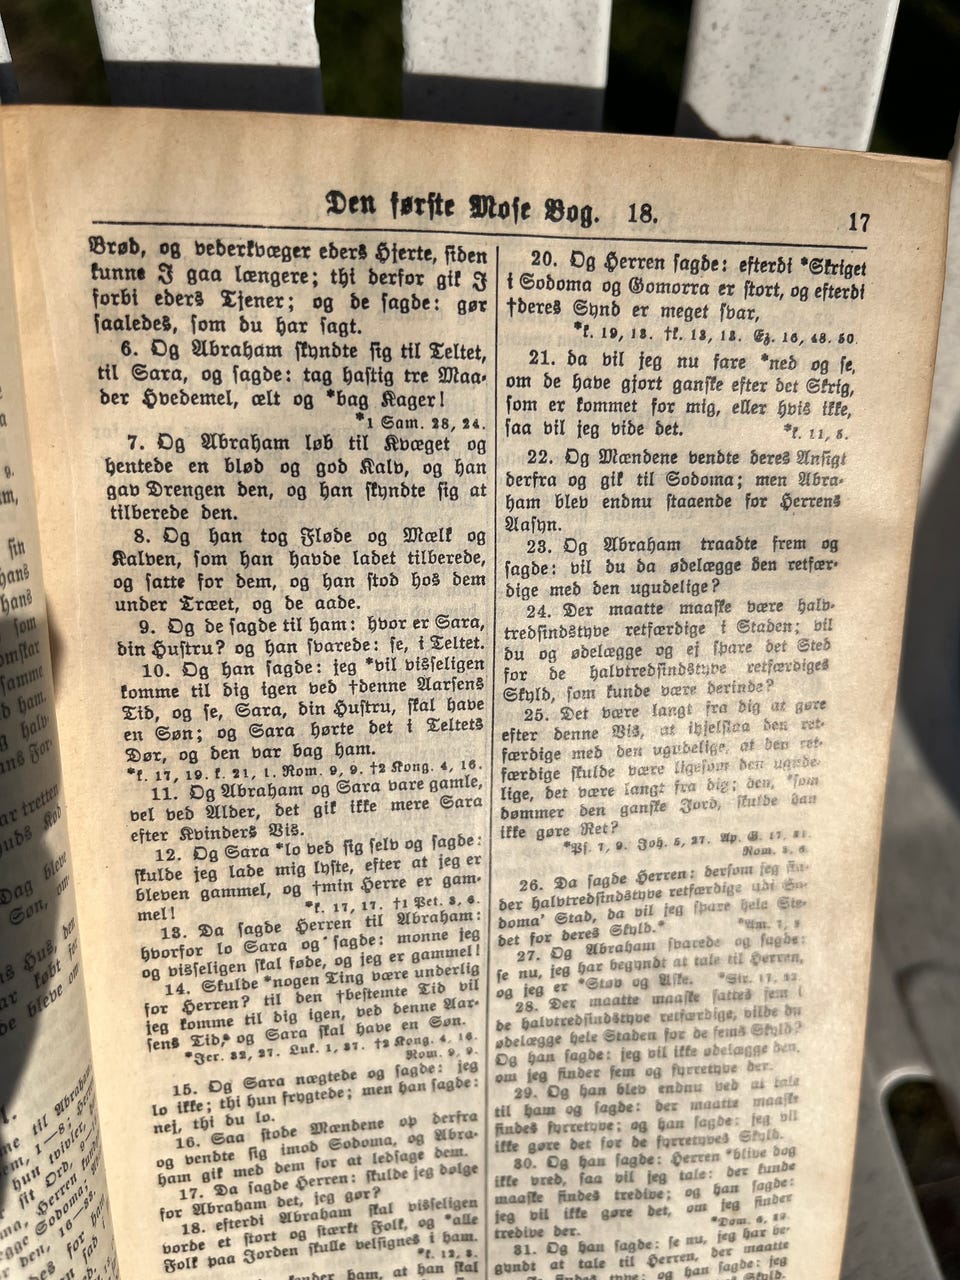 Den første Mose Bog. 18.
17
Brød, og vederkvæger eders Hjerte, siden
kunne I gaa længere; thi derfor gik I
forbi eders Tjener; og de sagde: gør
saaledes, som du har sagt.
6. Og Abraham skyndte sig til Teltet,
til Sara, og sagde: tag hastig tre Maa-
der Hvedemel, ælt og *bag Kager!
*1 Sam. 28, 24.
7. Og Abraham løb til Kvæget og
hentede en blød og god Kalv, og han
gav Drengen den, og han skyndte sig at
tilberede den.
8. Og han tog Fløde og Mælk og
Kalven, som han havde ladet tilberede,
og satte for dem, og han stod hos dem
under Træet, og de aade.
9. Og de sagde til ham: hvor er Sara,
din Hustru? og han svarede: se, i Teltet.
10. Og han sagde: jeg *vil visseligen
komme til dig igen ved †denne Aarsens
Tid, og se, Sara, din Hustru, skal have
en Søn; og Sara hørte det i Teltets
Dør, og den var bag ham.
*k. 17, 19. k. 21, 1. Rom. 9, 9. †2 Kong. 4, 16.
11. Og Abraham og Sara vare gamle,
vel ved Alder, det gik ikke mere Sara
efter Kvinders Vis.
12. Og Sara *lo ved sig selv og sagde:
skulde jeg lade mig lyste, efter at jeg er
bleven gammel, og †min Herre er gam-
mel!
*k. 17, 17. †1 Pet. 3, 6.
13. Da sagde Herren til Abraham:
hvorfor lo Sara og sagde: monne jeg
og visseligen skal føde, og jeg er gammel!
14. Skulde *nogen Ting være underlig
for Herren? til den †bestemte Tid vil
jeg komme til dig igen, ved denne Aar-
sens Tid, og Sara skal have en Søn.
*Jer. 32, 27. Luk. 1, 37. †2 Kong. 4, 16.
Rom. 9, 9.
15. Og Sara nægtede og sagde: jeg
lo ikke; thi hun frygtede; men han sagde:
nej, thi du lo.
16. Saa stode Mændene op derfra
og vendte sig imod Sodoma, og Abra-
ham gik med dem for at ledsage dem.
17. Da sagde Herren: skulde jeg dølge
for Abraham det, jeg gør?
18. efterdi Abraham skal visseligen
vorde et stort og stærkt Folk, og *alle
Folk paa Jorden skulle velsignes i ham.
*k. 12, 3.
ham, at han skal
20. Og Herren sagde: efterdi *Skriget
i Sodoma og Gomorra er stort, og efterdi
†deres Synd er meget svar,
*k. 19, 13. †k. 13, 13. Ez. 16, 48. 50.
21. da vil jeg nu fare *ned og se,
om de have gjort ganske efter det Skrig,
som er kommet for mig, eller hvis ikke,
saa vil jeg vide det.
*k. 11, 5.
22. Og Mændene vendte deres Ansigt
derfra og gik til Sodoma; men Abra-
ham blev endnu staaende for Herrens
Aasyn.
23. Og Abraham traadte frem og
sagde: vil du da ødelægge den retfær-
dige med den ugudelige?
24. Der maatte maaske være halv-
tredsindstyve retfærdige i Staden; vil
du og ødelægge og ej spare det Sted
for de halvtredsindstyve retfærdiges
Skyld, som kunde være derinde?
25. Det være langt fra dig at gøre
efter denne Vis, at ihjelslaa den ret-
færdige med den ugudelige, at den ret-
færdige skulde være ligesom den ugude-
lige, det være langt fra dig; den, *som
dømmer den ganske Jord, skulde han
ikke gøre Ret?
*Ps. 7, 9. Joh. 5, 27. Ap. G. 17, 31.
Rom. 3, 6.
26. Da sagde Herren: dersom jeg fin-
der halvtredsindstyve retfærdige udi So-
doma' Stad, da vil jeg spare hele Ste-
det for deres Skyld.*
*Am. 7, 3
27. Og Abraham svarede og sagde:
se nu, jeg har begyndt at tale til Herren,
og jeg er *Støv og Aske.
28. Der maatte maaske fattes fem i
de halvtredsindstyve retfærdige, vilde du
ødelægge hele Staden for de fems Skyld?
Og han sagde: jeg vil ikke ødelægge den,
om jeg finder fem og fyrretyve der.
29. Og han blev endnu ved at tale
til ham og sagde: der maatte maaske
findes fyrretyve; og han sagde: jeg vil
ikke gøre det for de fyrretyves Skyld.
30. Og han sagde: Herren *blive dog
ikke vred, saa vil jeg tale: der kunde
maaske findes tredive; og han sagde:
jeg vil ikke gøre det, om jeg finder
tredive der.
*Dom. 6, 39.
31. Og han sagde: se nu, jeg har be-
gyndt at tale til Herren, der maatte